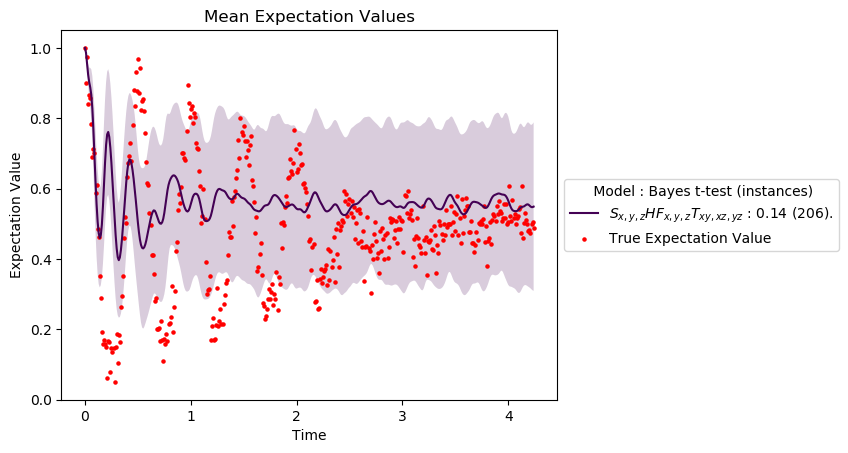 Mean Expectation Values
1.0
0.8
0.6
0.4
0.2
0.0
Expectation Value
0
1
2
3
4
Time
Model : Bayes t-test (instances)
$S_{x,y,z}HF_{x,y,z}T_{xy,xz,yz}$ : 0.14 (206).
True Expectation Value